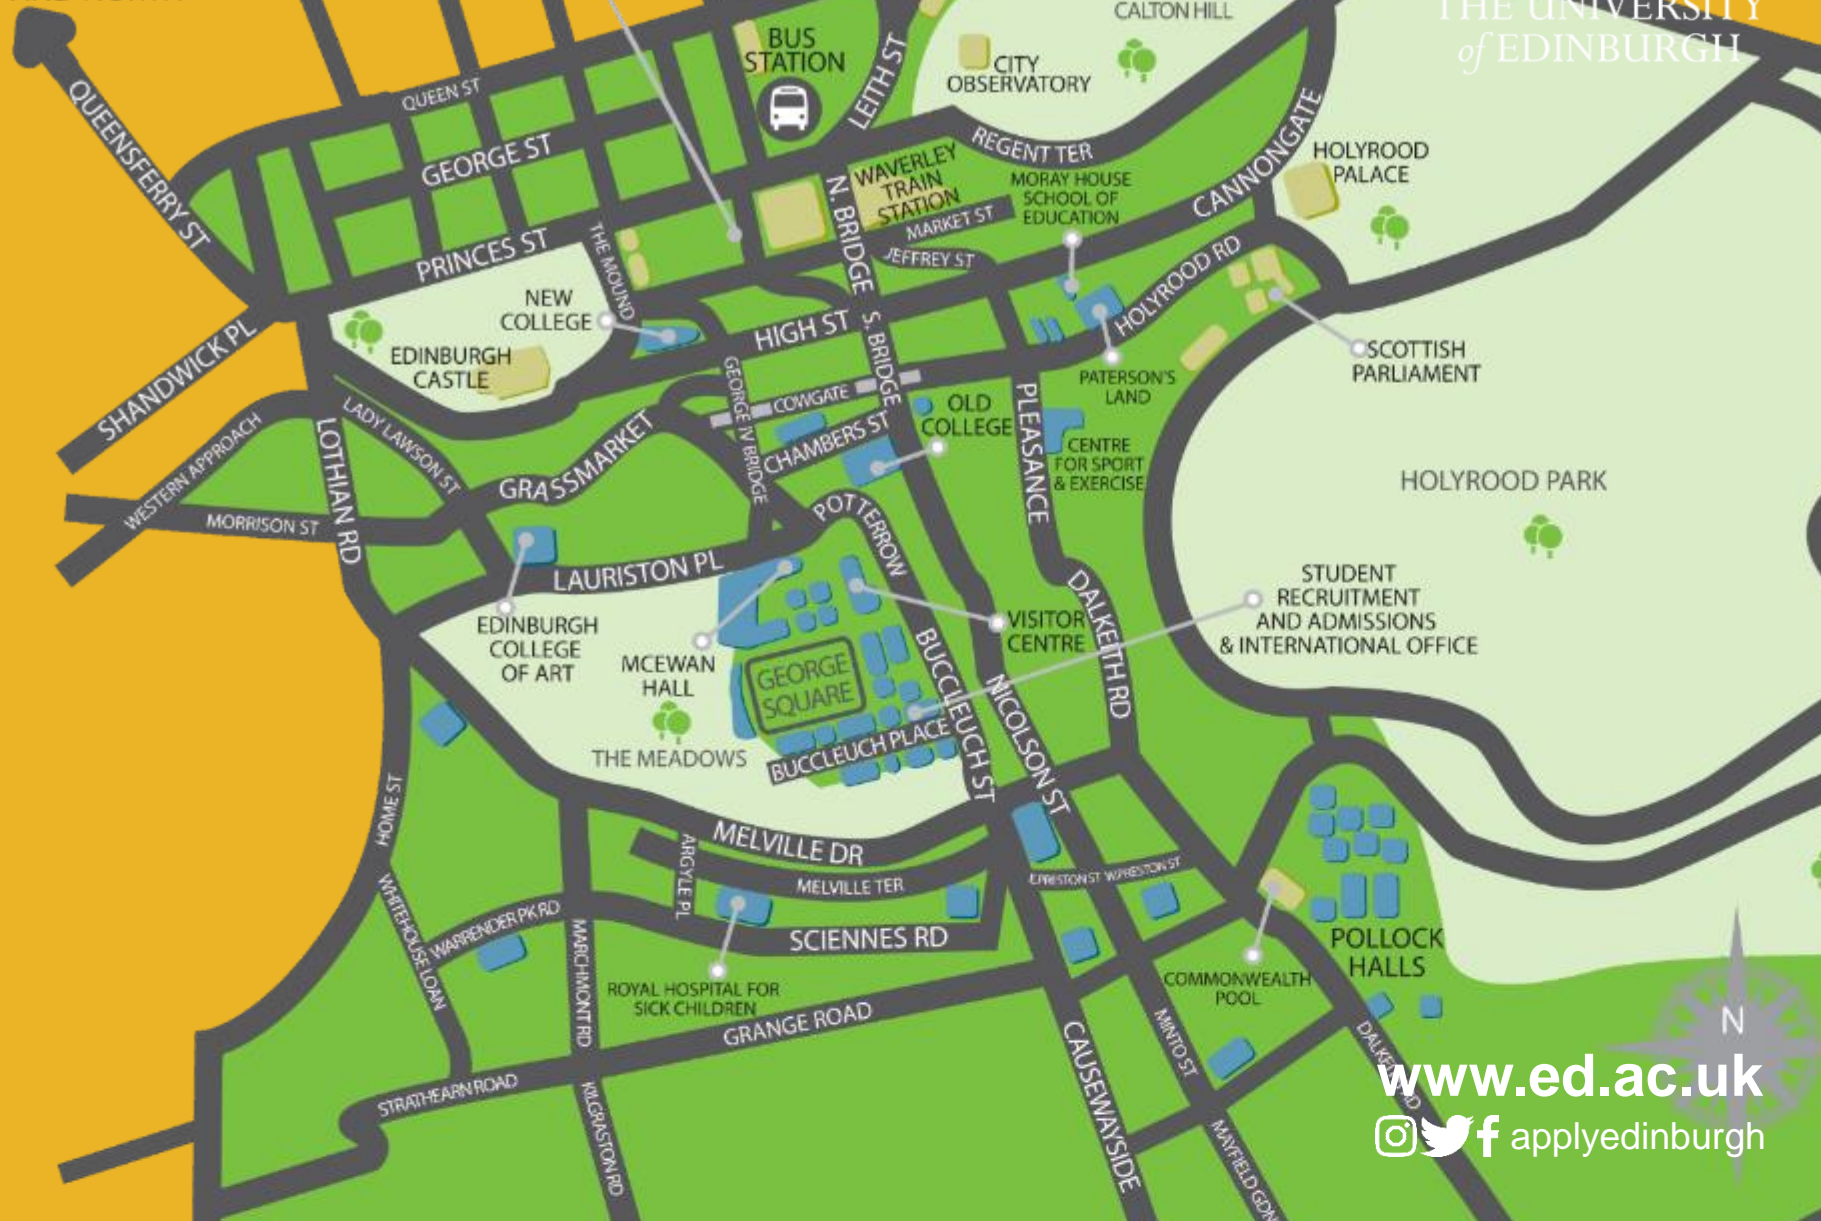 CALTON HILL
THE UNIVERSITY
of EDINBURGH
BUS
STATION
LEITH ST
CITY
OBSERVATORY
QUEENSFERRY ST
QUEEN ST
GEORGE ST
REGENT TER
CANNONGATE
HOLYROOD
PALACE
WAVERLEY
TRAIN
STATION
MORAY HOUSE
SCHOOL OF
EDUCATION
N. BRIDGE
MARKET ST
JEFFREY ST
PRINCES ST
THE MOUND
HOLYROOD RD
NEW
COLLEGE
HIGH ST
S. BRIDGE
SHANDWICK PL
EDINBURGH
CASTLE
SCOTTISH
PARLIAMENT
PATERSON'S
LAND
GEORGE IV BRIDGE
COWGATE
OLD
COLLEGE
PLEASANCE
WESTERN APPROACH
LOTHIAN RD
LADY LAWSON ST
GRASSMARKET
CHAMBERS ST
CENTRE
FOR SPORT
& EXERCISE
HOLYROOD PARK
MORRISON ST
POTTERROW
LAURISTON PL
DALKEITH RD
STUDENT
RECRUITMENT
AND ADMISSIONS
& INTERNATIONAL OFFICE
VISITOR
CENTRE
EDINBURGH
COLLEGE
OF ART
MCEWAN
HALL
GEORGE
SQUARE
BUCCLEUCH ST
NICOLSON ST
THE MEADOWS
BUCCLEUCH PLACE
HOME ST
MELVILLE DR
ARGYLE PL
MELVILLE TER
E PRESTON ST
W PRESTON ST
WHITEHOUSE LOAN
WARRENDER PK RD
MARCHMONT RD
SCIENNES RD
POLLOCK
HALLS
ROYAL HOSPITAL FOR
SICK CHILDREN
COMMONWEALTH
POOL
GRANGE ROAD
CAUSEWAYSIDE
MINTO ST
N
STRATHEARN ROAD
KILGRASTON RD
MAYFIELD GDN
www.ed.ac.uk
applyedinburgh